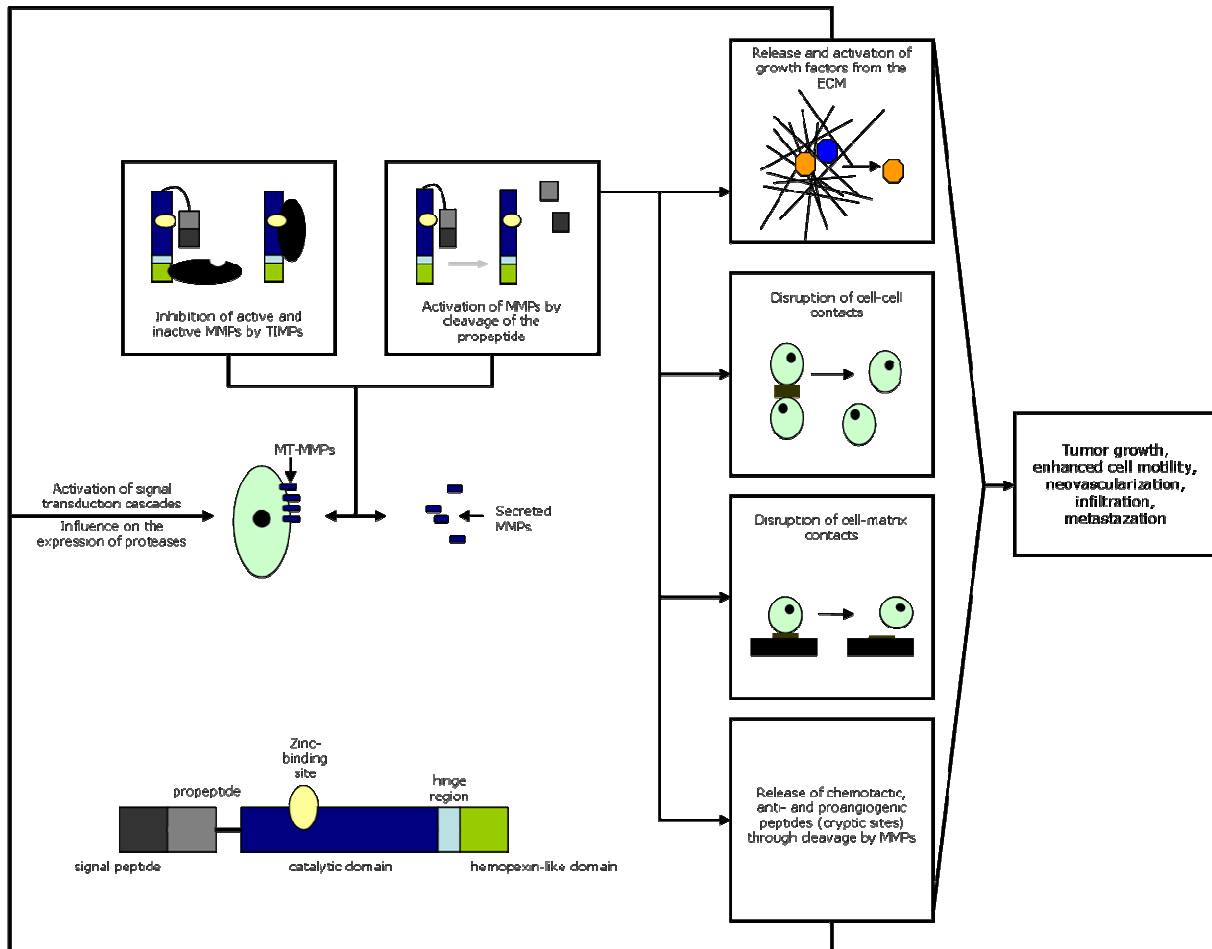 Release and activation of
growth factors from the
ECM
Inhibition of active and
inactive MMPs by TIMPs
Activation of MMPs by
cleavage of the
propeptide
Disruption of cell-cell
contacts
MT-MMPs
Activation of signal
transduction cascades
Influence on the
expression of proteases
Secreted
MMPs
Disruption of cell-matrix
contacts
Tumor growth,
enhanced cell motility,
neovascularization,
infiltration,
metastazation
Zinc-
binding
site
propeptide
hinge
region
signal peptide
catalytic domain
hemopexin-like domain
Release of chemotactic,
anti- and proangiogenic
peptides (cryptic sites)
through cleavage by MMPs